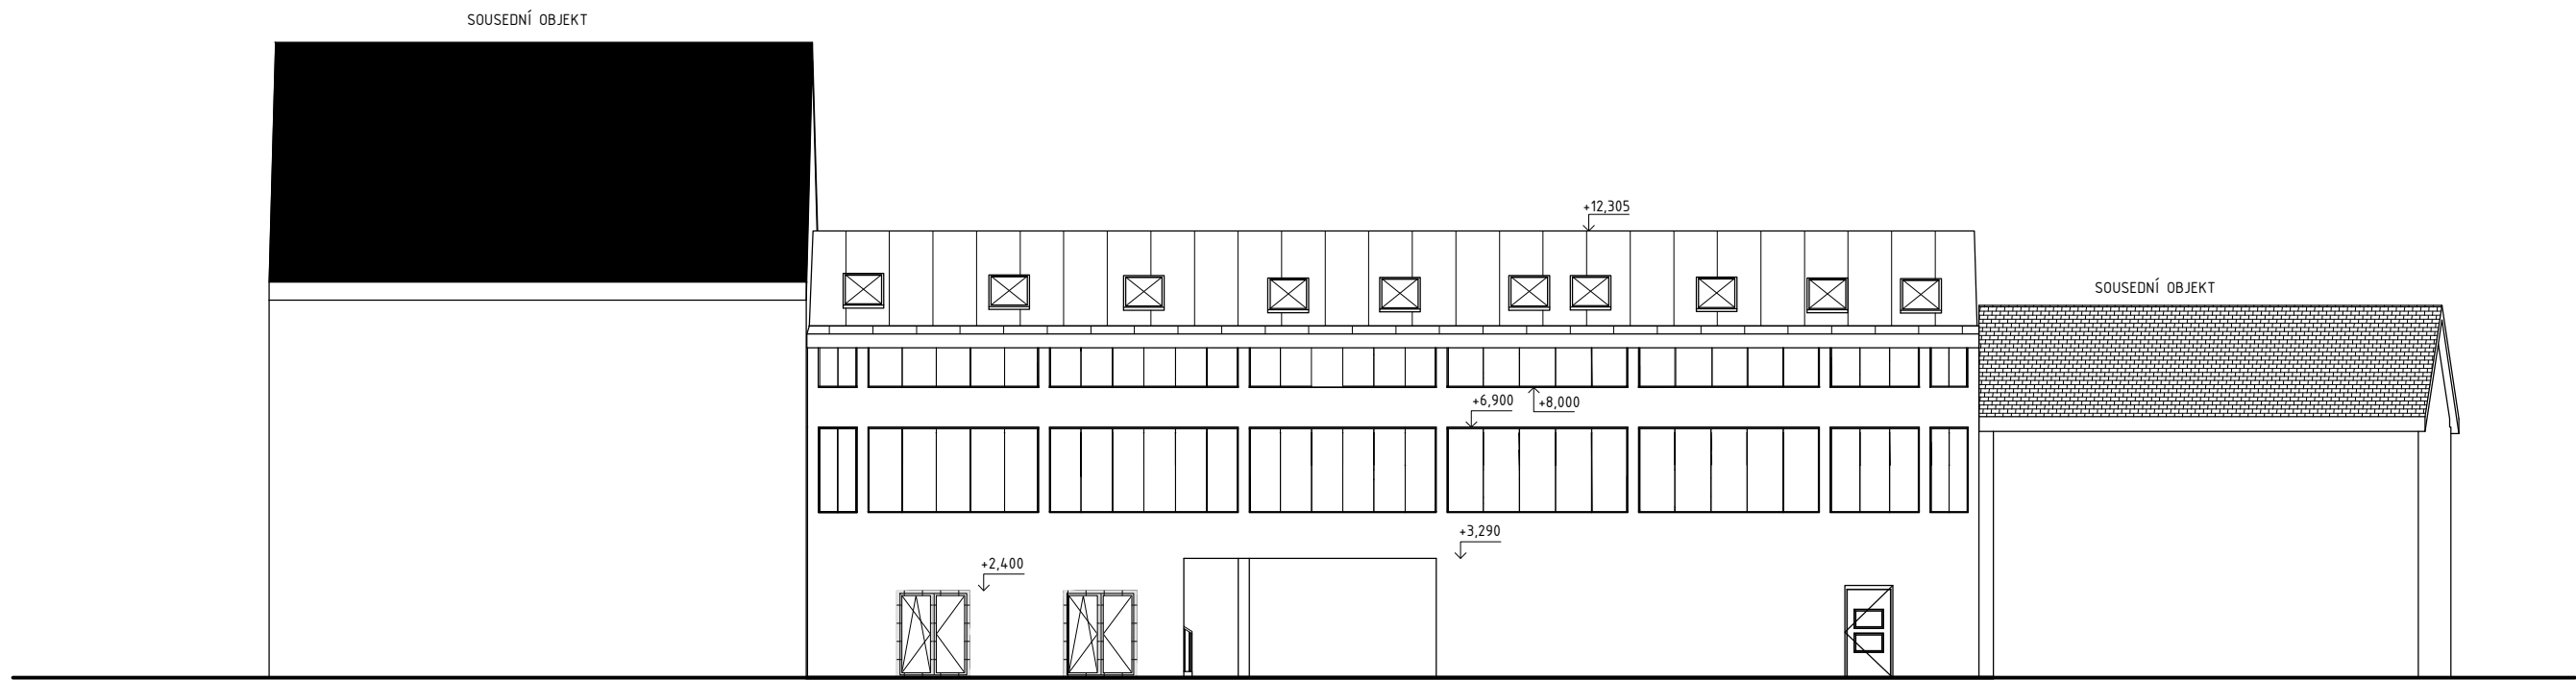 SOUSEDNÍ OBJEKT
+12,305
SOUSEDNÍ OBJEKT
+6,900
+8,000
+3,290
+2,400